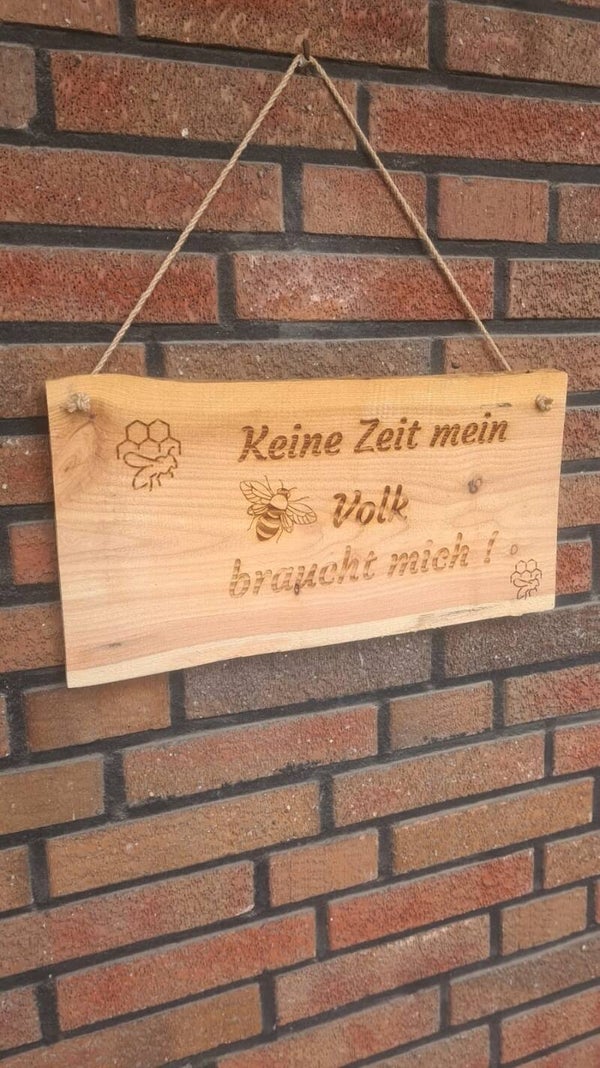 Keine Zeit mein
Volk
braucht mich !